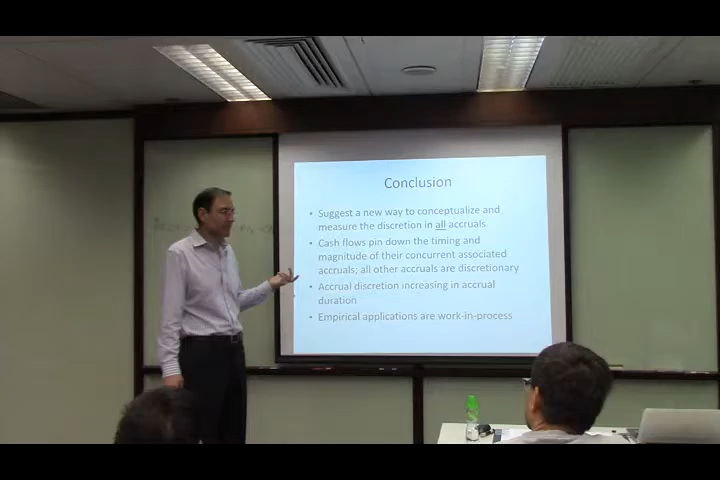 Conclusion
• Suggest a new way to conceptualize and
measure the discretion in all accruals
• Cash flows pin down the timing and
magnitude of their concurrent associated
accruals; all other accruals are discretionary
• Accrual discretion increasing in accrual
duration
• Empirical applications are work-in-process